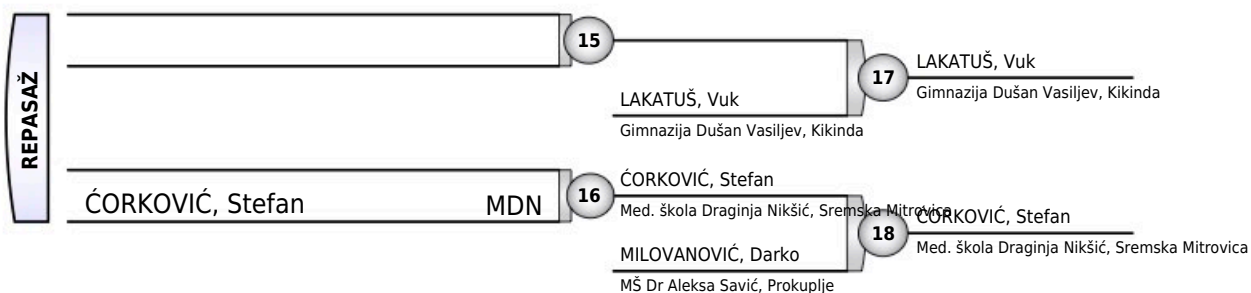 REPASAŽ
15
LAKATUŠ, Vuk
Gimnazija Dušan Vasiljev, Kikinda
17
LAKATUŠ, Vuk
Gimnazija Dušan Vasiljev, Kikinda
ĆORKOVIĆ, Stefan MDN
16
ĆORKOVIĆ, Stefan
Med. škola Draginja Nikšić, Sremska Mitrovica
MILOVANOVIĆ, Darko
MŠ Dr Aleksa Savić, Prokuplje
18
ĆORKOVIĆ, Stefan
Med. škola Draginja Nikšić, Sremska Mitrovica